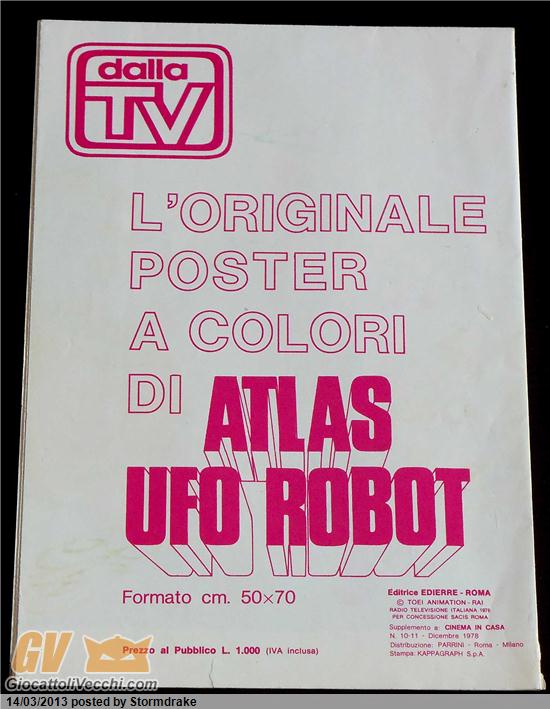 dalla
TV
L'ORIGINALE
POSTER
A COLORI
DI ATLAS
UFO ROBOT
Formato cm. 50×70
Prezzo al Pubblico L. 1.000 (IVA inclusa)
Editrice EDIERRE - ROMA
© TOEI ANIMATION - RAI
RADIO TELEVISIONE ITALIANA 1978
PER CONCESSIONE SACIS ROMA
Supplemento a: CINEMA IN CASA
N. 10-11 - Dicembre 1978
Distribuzione: PARRINI - Roma - Milano
Stampa: KAPPAGRAPH S.p.A.
GV
GiocattoliVecchi.com
14/03/2013 posted by Stormdrake